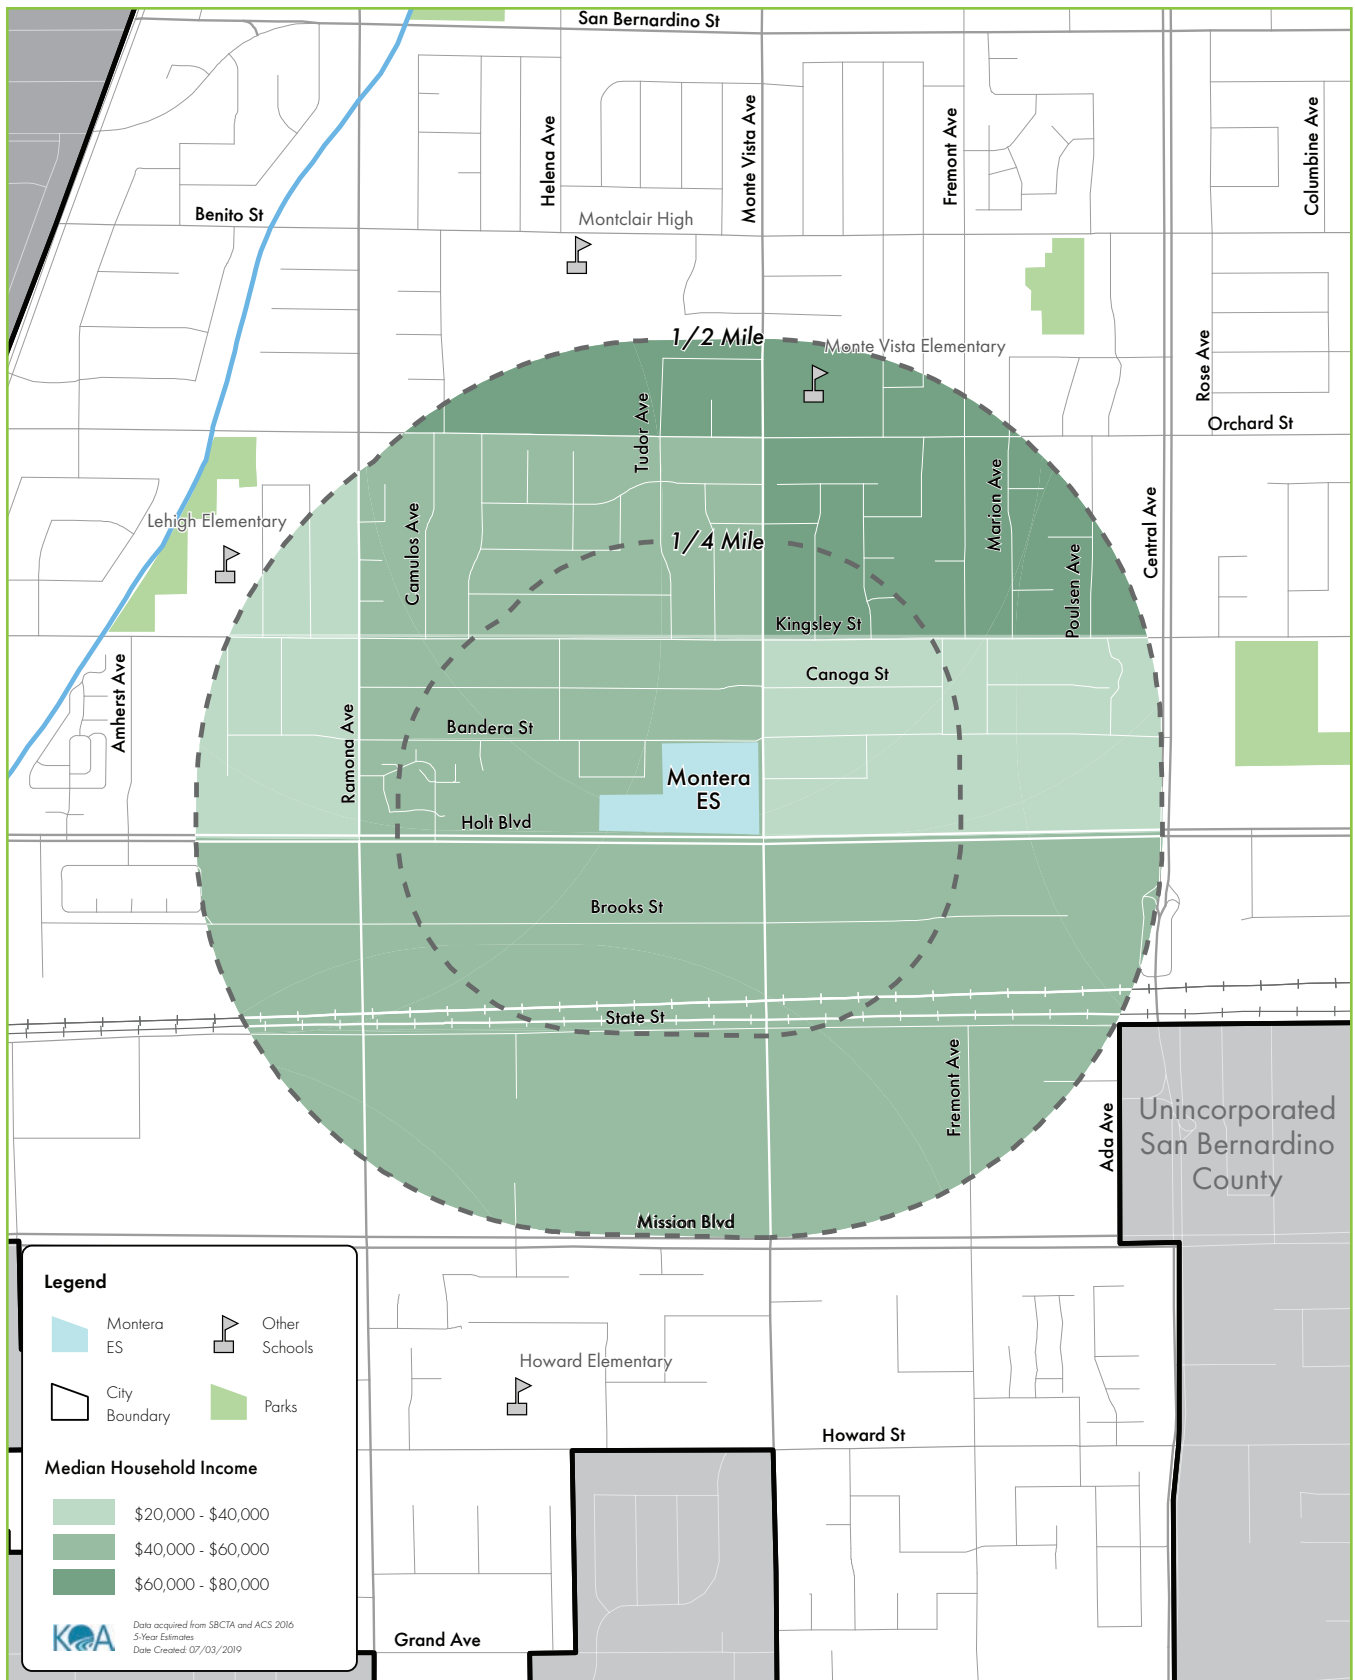 San Bernardino St
Helena Ave
Monte Vista Ave
Fremont Ave
Columbine Ave
Benito St
Montclair High
1/2 Mile
Monte Vista Elementary
Rose Ave
Orchard St
Tudor Ave
Marion Ave
Central Ave
Camulos Ave
Lehigh Elementary
1/4 Mile
Poulsen Ave
Kingsley St
Canoga St
Amherst Ave
Ramona Ave
Bandera St
Montera
ES
Holt Blvd
Brooks St
State St
Fremont Ave
Ada Ave
Unincorporated
San Bernardino
County
Mission Blvd
Howard Elementary
Howard St
Grand Ave
Legend
Montera
ES
Other
Schools
City
Boundary
Parks
Median Household Income
$20,000 - $40,000
$40,000 - $60,000
$60,000 - $80,000
KOA
Data acquired from SBCTA and ACS 2016
5-Year Estimates
Date Created: 07/03/2019